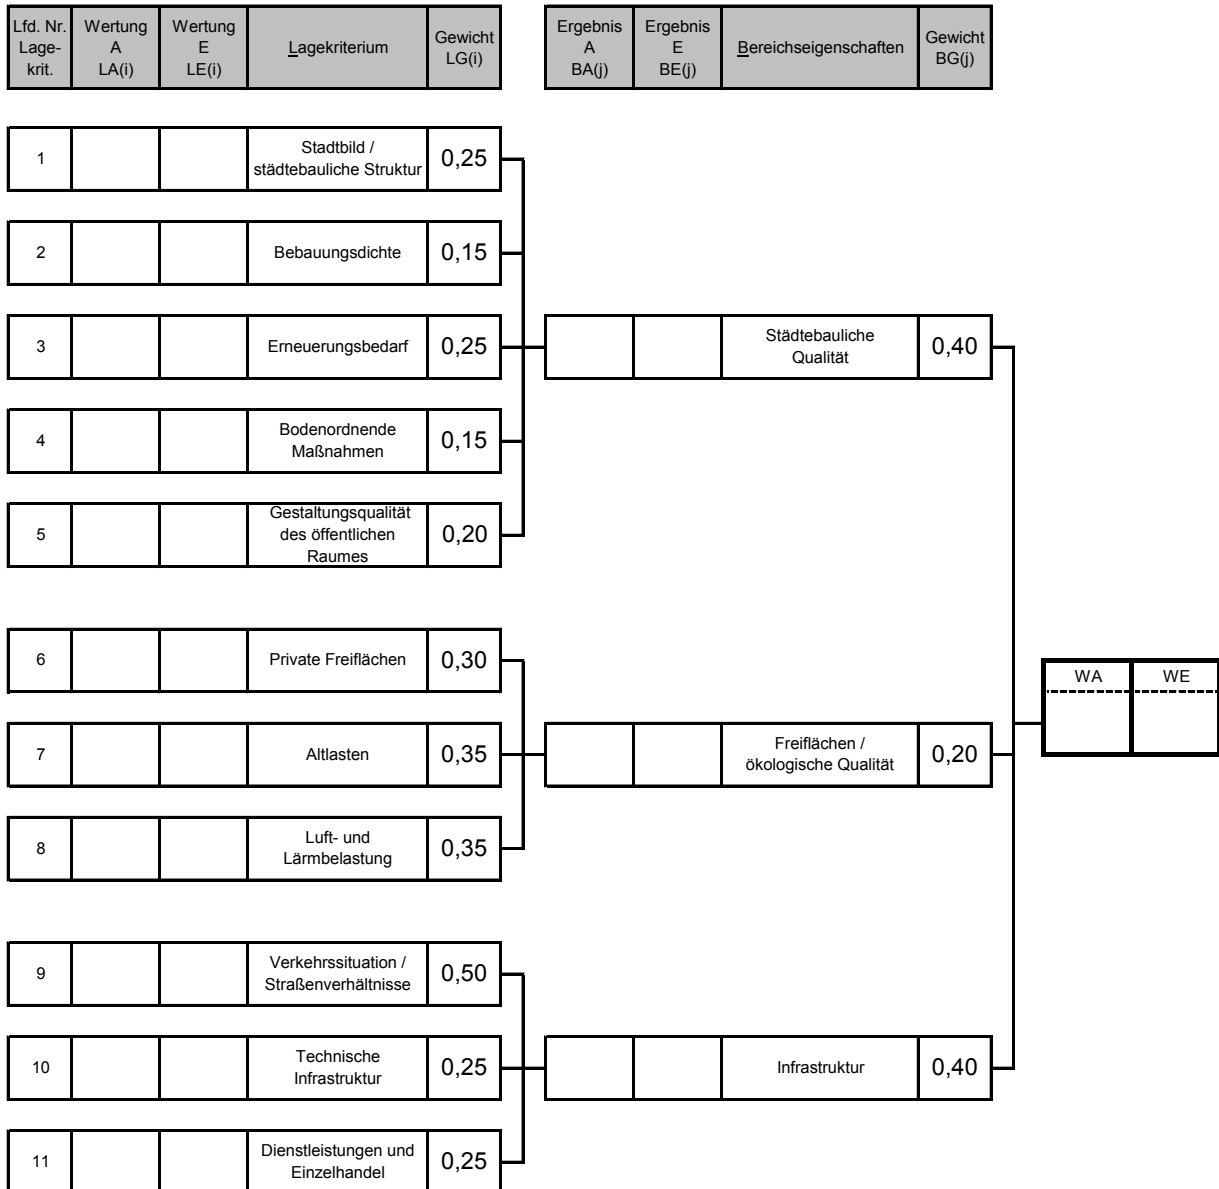 Lfd. Nr.
Lage-
krit.
Wertung
A
LA(i)
Wertung
E
LE(i)
Lagekriterium
Gewicht
LG(i)
Ergebnis
A
BA(j)
Ergebnis
E
BE(j)
Bereichseigenschaften
Gewicht
BG(j)
1
Stadtbild /
städtebauliche Struktur
0,25
2
Bebauungsdichte
0,15
3
Erneuerungsbedarf
0,25
Städtebauliche
Qualität
0,40
4
Bodenordnende
Maßnahmen
0,15
5
Gestaltungsqualität
des öffentlichen
Raumes
0,20
6
Private Freiflächen
0,30
WA
WE
7
Altlasten
0,35
Freiflächen /
ökologische Qualität
0,20
8
Luft- und
Lärmbelastung
0,35
9
Verkehrssituation /
Straßenverhältnisse
0,50
10
Technische
Infrastruktur
0,25
Infrastruktur
0,40
11
Dienstleistungen und
Einzelhandel
0,25